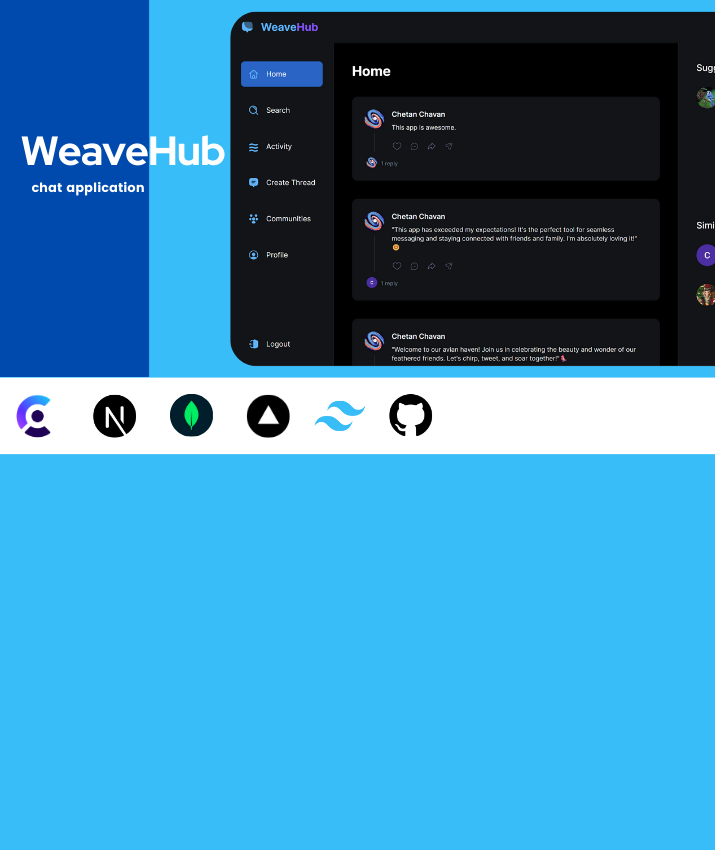 WeaveHub
chat application
WeaveHub
Home
Search
Activity
Create Thread
Communities
Profile
Logout
Home
Chetan Chavan
This app is awesome.
1 reply
Chetan Chavan
"This app has exceeded my expectations! It's the perfect tool for seamless
messaging and staying connected with friends and family. I'm absolutely loving it!"
😊
C
1 reply
Chetan Chavan
"Welcome to our avian haven! Join us in celebrating the beauty and wonder of our
feathered friends. Let's chirp, tweet, and soar together!"🦜
Sugg
Simi
C